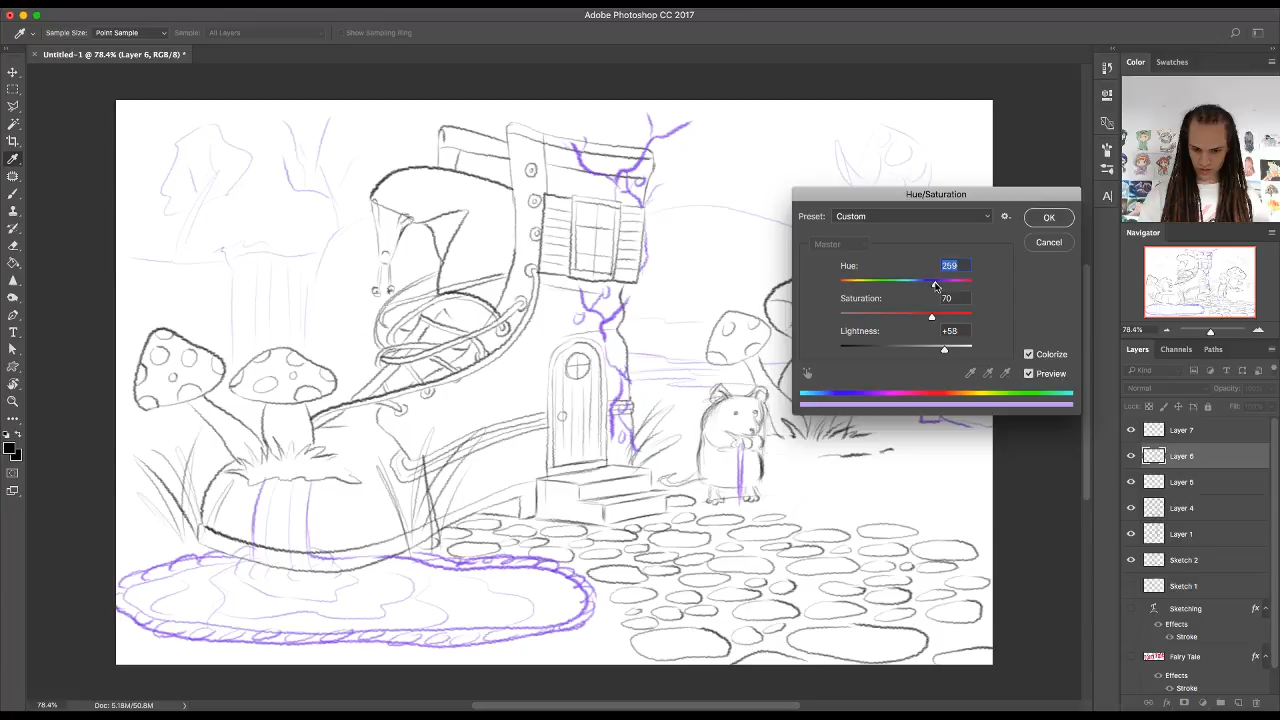 Adobe Photoshop CC 2017
Sample Size: Point Sample Sample: All Layers Show Sampling Ring
× Untitled-1 @ 78.4% (Layer 6, RGB/8) *
Color Swatches
Hue/Saturation
Preset: Custom
OK
Cancel
Master
Hue: 259
Saturation: 70
Lightness: +58
Colorize
Preview
Navigator
78.4%
Layers Channels Paths
Kind
Normal Opacity: 100%
Lock: Fill: 100%
Layer 7
Layer 6
Layer 5
Layer 4
Layer 1
Sketch 2
Sketch 1
Sketching fx
Effects
Stroke
Fairy Tale fx
Effects
Stroke
78.4% Doc: 5.18M/50.8M